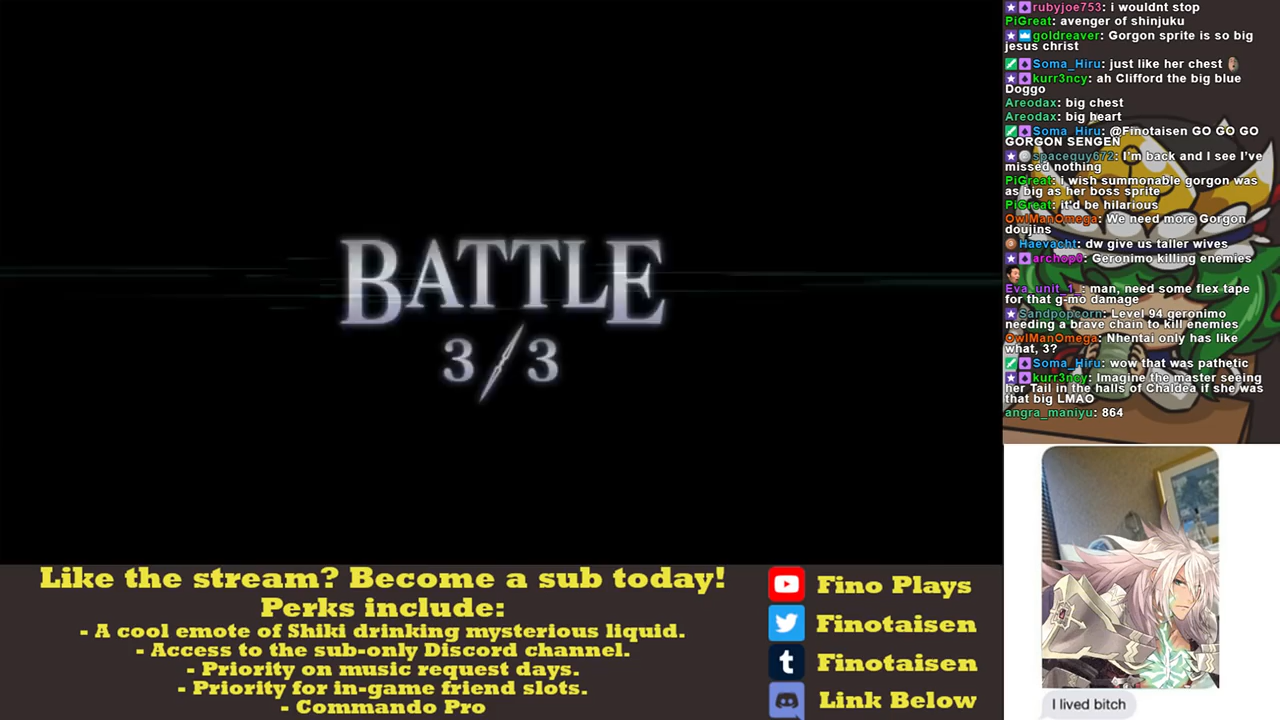 BATTLE
3/3
rubyjoe753: i wouldnt stop
PiGreat: avenger of shinjuku
goldreaver: Gorgon sprite is so big
jesus christ
Soma_Hiru: just like her chest
kurr3ncy: ah Clifford the big blue
Doggo
Areodax: big chest
Areodax: big heart
Soma_Hiru: @Finotaisen GO GO GO
GORGON SENGEN
spaceguy672: I'm back and I see I've
missed nothing
PiGreat: i wish summonable gorgon was
as big as her boss sprite
PiGreat: it'd be hilarious
OwlManOmega: We need more Gorgon
doujins
Haevacht: dw give us taller wives
archop6: Geronimo killing enemies
Eva_unit_1_: man, need some flex tape
for that g-mo damage
Sandpopcorn: Level 94 geronimo
needing a brave chain to kill enemies
OwlManOmega: Nhentai only has like
what, 3?
Soma_Hiru: wow that was pathetic
kurr3ncy: Imagine the master seeing
her Tail in the halls of Chaldea if she was
that big LMAO
angra_maniyu: 864
Like the stream? Become a sub today!
Perks include:
- A cool emote of Shiki drinking mysterious liquid.
- Access to the sub-only Discord channel.
- Priority on music request days.
- Priority for in-game friend slots.
- Commando Pro
Fino Plays
Finotaisen
Finotaisen
Link Below
I lived bitch